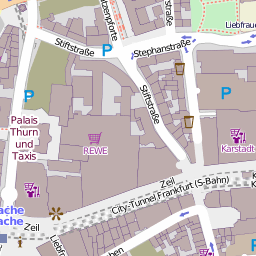 Stiftstraße
P
Liebfrau
Stephanstraße
P
P
Stiftstraße
Palais
Thurn
und
Taxis
REWE
Karstadt
Zeil
City-Tunnel Frankfurt (S-Bahn)
Zeil
P